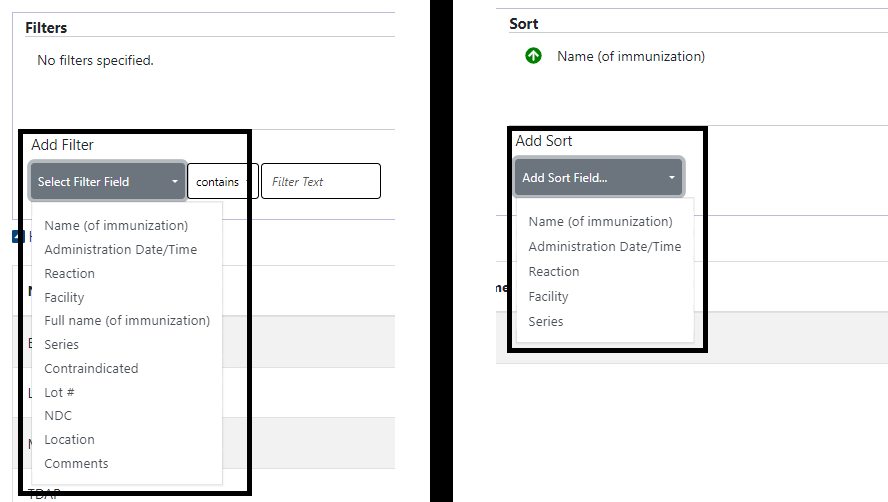 Filters
No filters specified.
Add Filter
Select Filter Field
contains
Filter Text
Name (of immunization)
Administration Date/Time
Reaction
Facility
Full name (of immunization)
Series
Contraindicated
Lot #
NDC
Location
Comments
TDAP
Sort
Name (of immunization)
Add Sort
Add Sort Field...
Name (of immunization)
Administration Date/Time
Reaction
Facility
Series